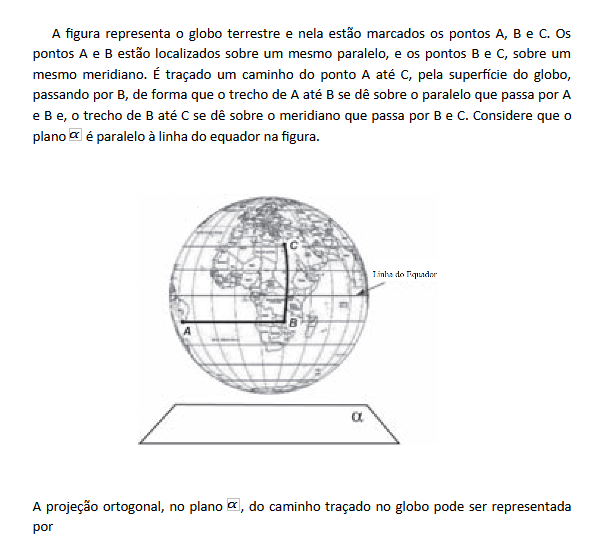 A figura representa o globo terrestre e nela estão marcados os pontos A, B e C. Os
pontos A e B estão localizados sobre um mesmo paralelo, e os pontos B e C, sobre um
mesmo meridiano. É traçado um caminho do ponto A até C, pela superfície do globo,
passando por B, de forma que o trecho de A até B se dê sobre o paralelo que passa por A
e B e, o trecho de B até C se dê sobre o meridiano que passa por B e C. Considere que o
plano α é paralelo à linha do equador na figura.
C
Linha do Equador
A
B
α
A projeção ortogonal, no plano α, do caminho traçado no globo pode ser representada
por